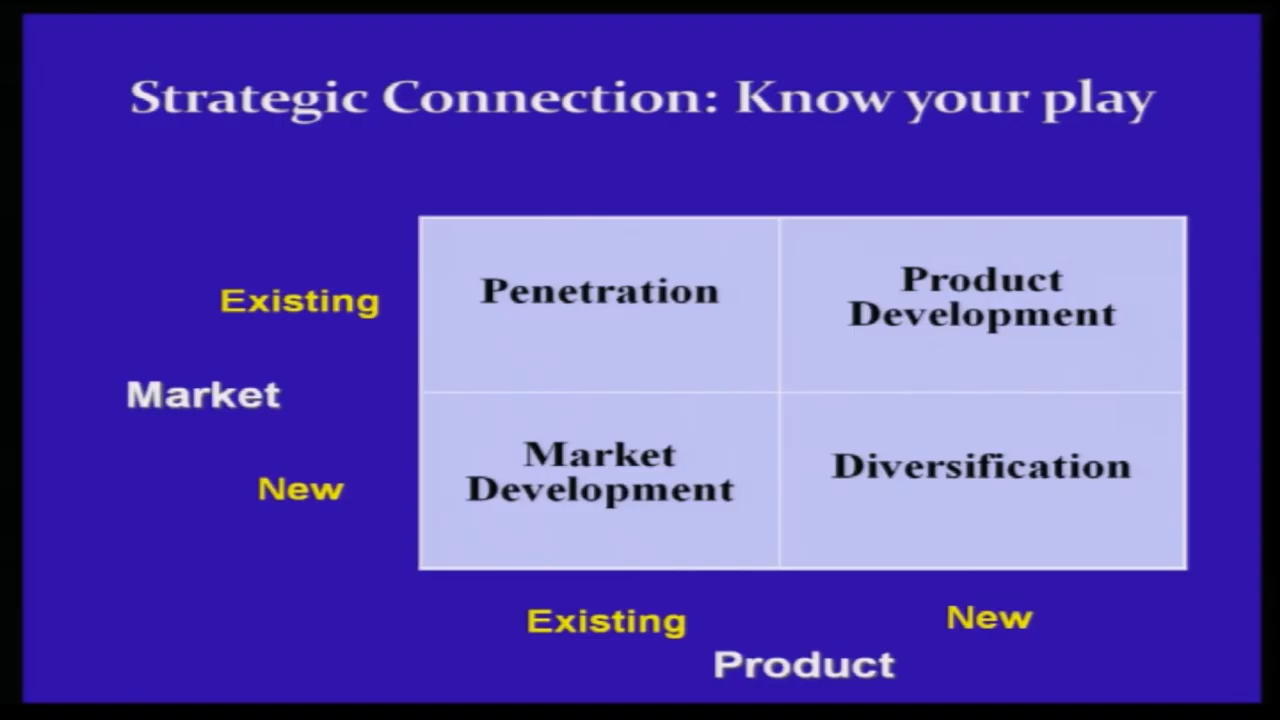 Strategic Connection: Know your play
Existing
Penetration
Product
Development
Market
New
Market
Development
Diversification
Existing
New
Product